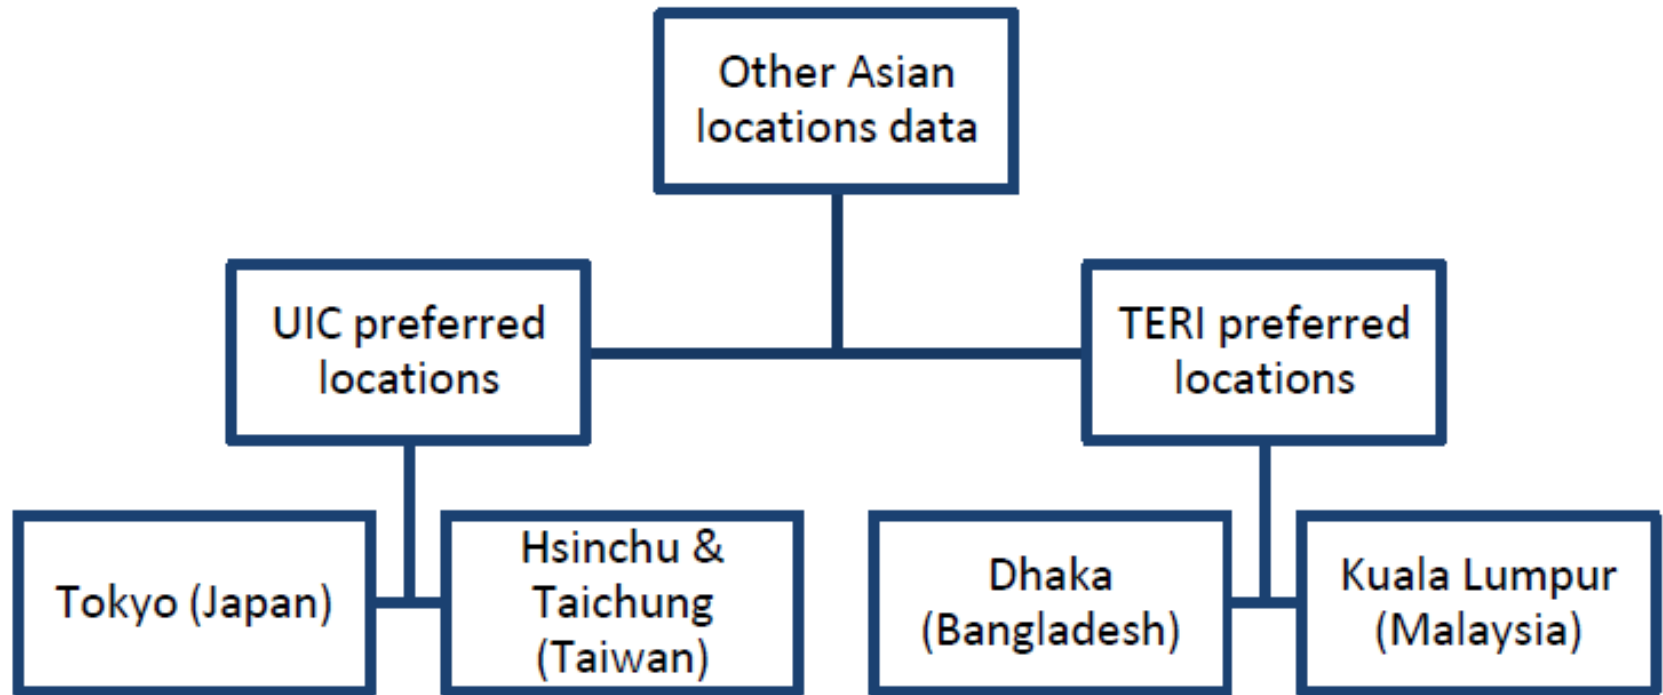 Other Asian
locations data
UIC preferred
locations
TERI preferred
locations
Tokyo (Japan)
Hsinchu &
Taichung
(Taiwan)
Dhaka
(Bangladesh)
Kuala Lumpur
(Malaysia)